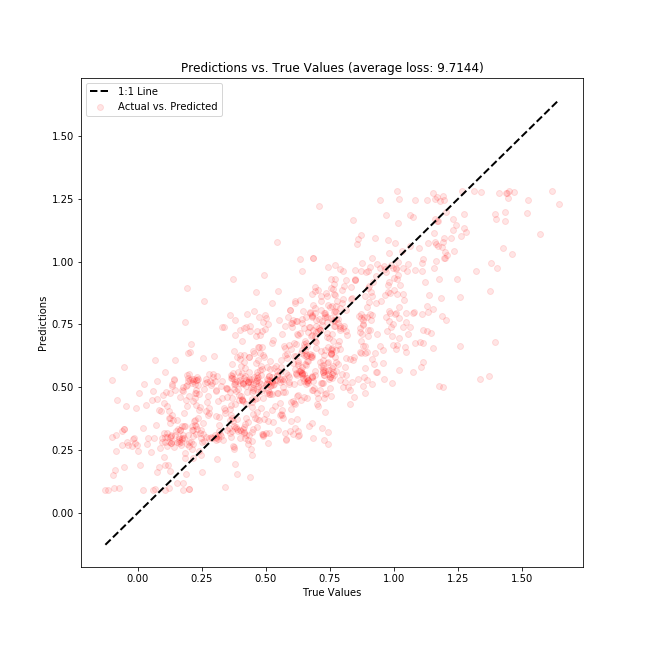 Predictions vs. True Values (average loss: 9.7144)
1:1 Line
Actual vs. Predicted
1.50
1.25
1.00
0.75
0.50
0.25
0.00
Predictions
0.00 0.25 0.50 0.75 1.00 1.25 1.50
True Values